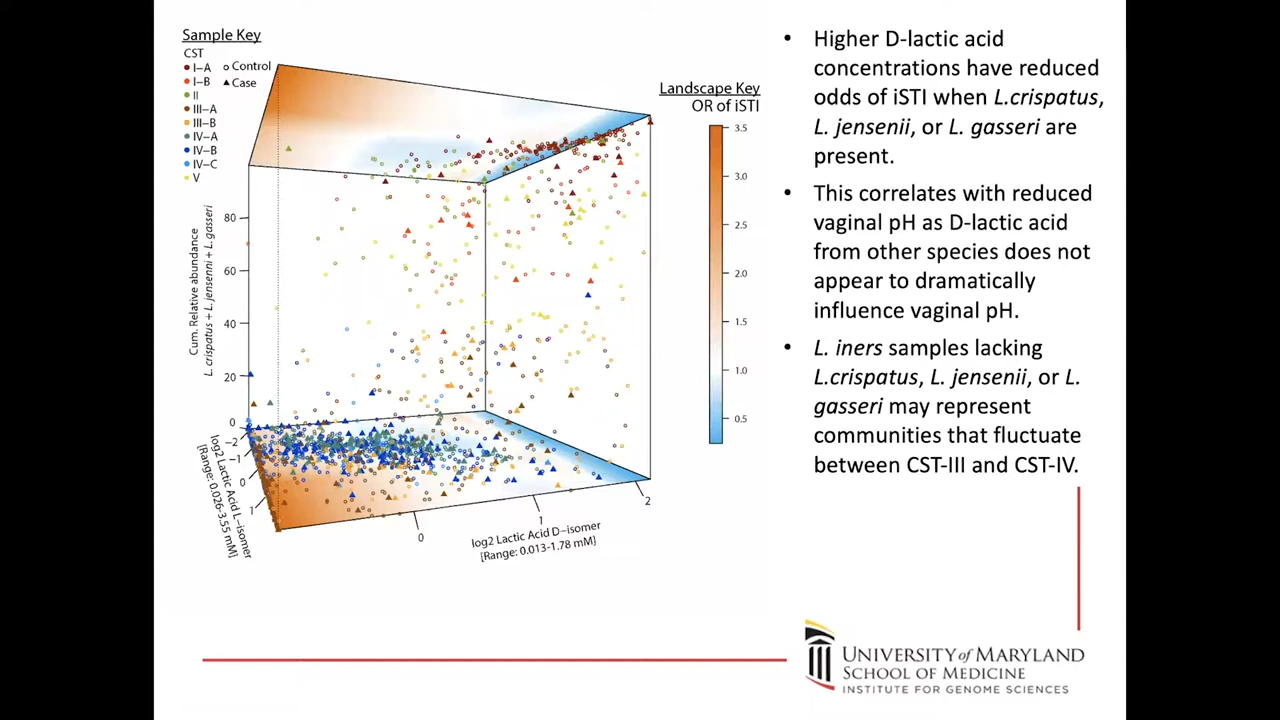 Sample Key
CST
I–A
I–B
II
III–A
III–B
IV–A
IV–B
IV–C
V
Control
Case
Landscape Key
OR of iSTI
3.5
3.0
2.5
2.0
1.5
1.0
0.5
Cum. Relative abundance
L. crispatus + L. jensenni + L. gasseri
80
60
40
20
0
−2
−1
0
1
log2 Lactic Acid L−isomer
[Range: 0.026-3.55 mM]
0
1
2
log2 Lactic Acid D−isomer
[Range: 0.013-1.78 mM]
• Higher D-lactic acid
concentrations have reduced
odds of iSTI when L.crispatus,
L. jensenii, or L. gasseri are
present.
• This correlates with reduced
vaginal pH as D-lactic acid
from other species does not
appear to dramatically
influence vaginal pH.
• L. iners samples lacking
L.crispatus, L. jensenii, or L.
gasseri may represent
communities that fluctuate
between CST-III and CST-IV.
UNIVERSITY of MARYLAND
SCHOOL OF MEDICINE
INSTITUTE FOR GENOME SCIENCES